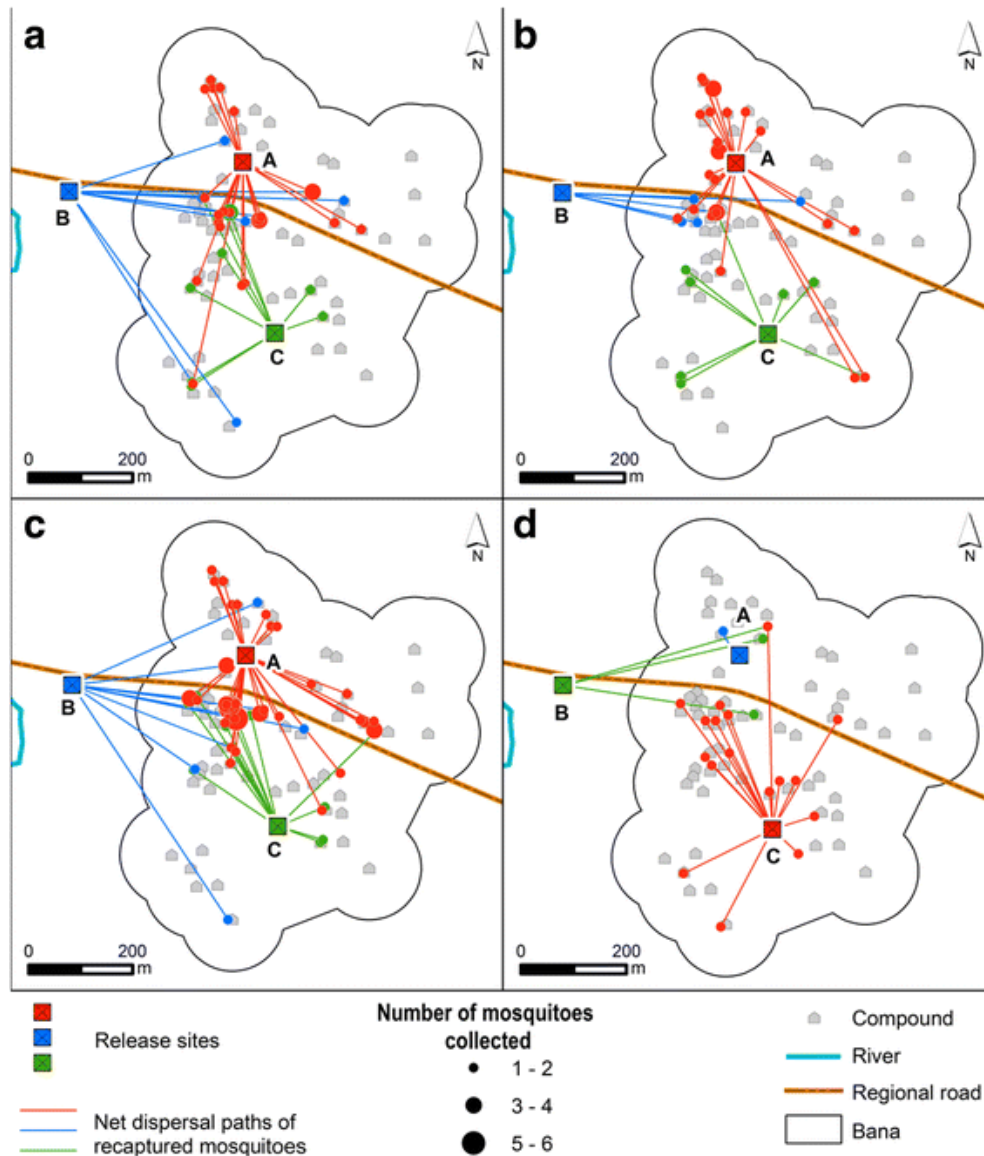 a
N
A
B
C
0 200
m
b
N
A
B
C
0 200
m
c
N
A
B
C
0 200
m
d
N
A
B
C
0 200
m
Release sites
Net dispersal paths of
recaptured mosquitoes
Number of mosquitoes
collected
1 - 2
3 - 4
5 - 6
Compound
River
Regional road
Bana